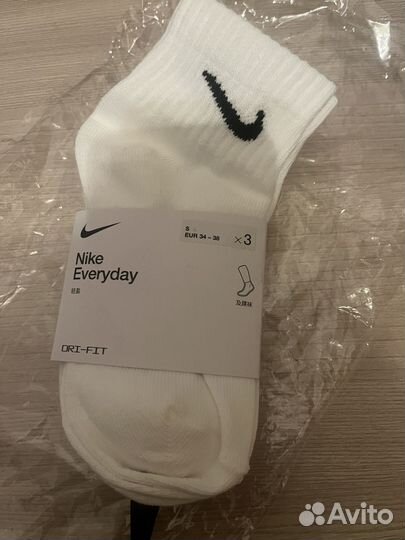 S
EUR 34 – 38
×3
Nike
Everyday
DRI-FIT
Avito